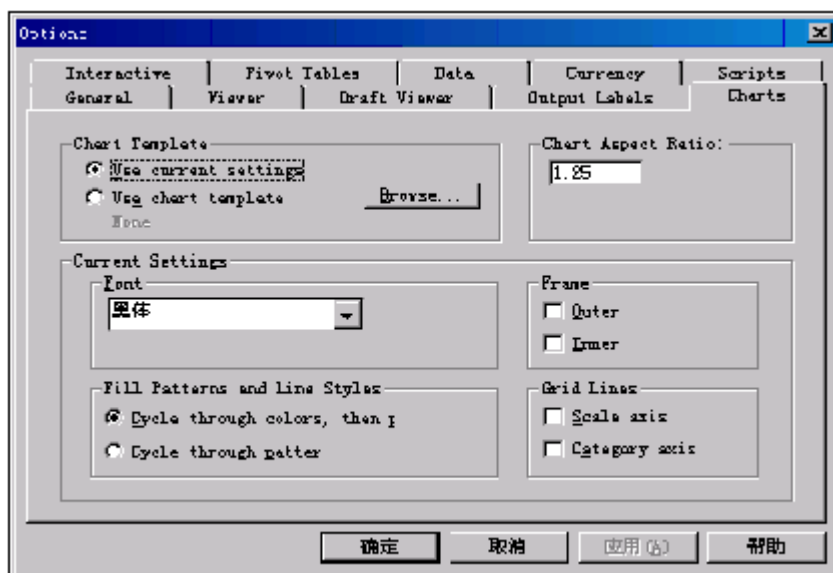 Options
Interactive Pivot Tables Data Currency Scripts
General Viewer Draft Viewer Output Labels Charts
Chart Template
Use current settings
Use chart template
Browse...
None
Chart Aspect Ratio:
1.25
Current Settings
Font
黑体
Frame
Outer
Inner
Fill Patterns and line Styles
Cycle through colors, then p
Cycle through patter
Grid Lines
Scale axis
Category axis
确定 取消 应用(A) 帮助